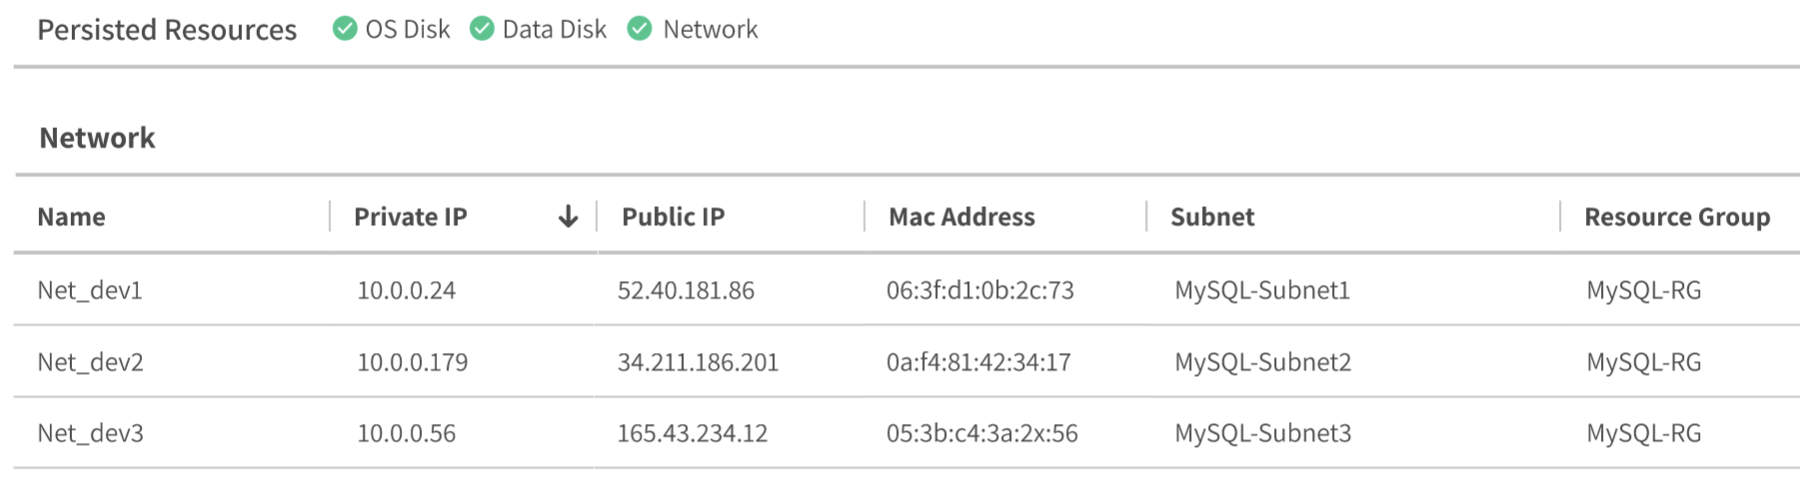 Persisted Resources OS Disk Data Disk Network
Network
Name Private IP Public IP Mac Address Subnet Resource Group
Net_dev1 10.0.0.24 52.40.181.86 06:3f:d1:0b:2c:73 MySQL-Subnet1 MySQL-RG
Net_dev2 10.0.0.179 34.211.186.201 0a:f4:81:42:34:17 MySQL-Subnet2 MySQL-RG
Net_dev3 10.0.0.56 165.43.234.12 05:3b:c4:3a:2x:56 MySQL-Subnet3 MySQL-RG